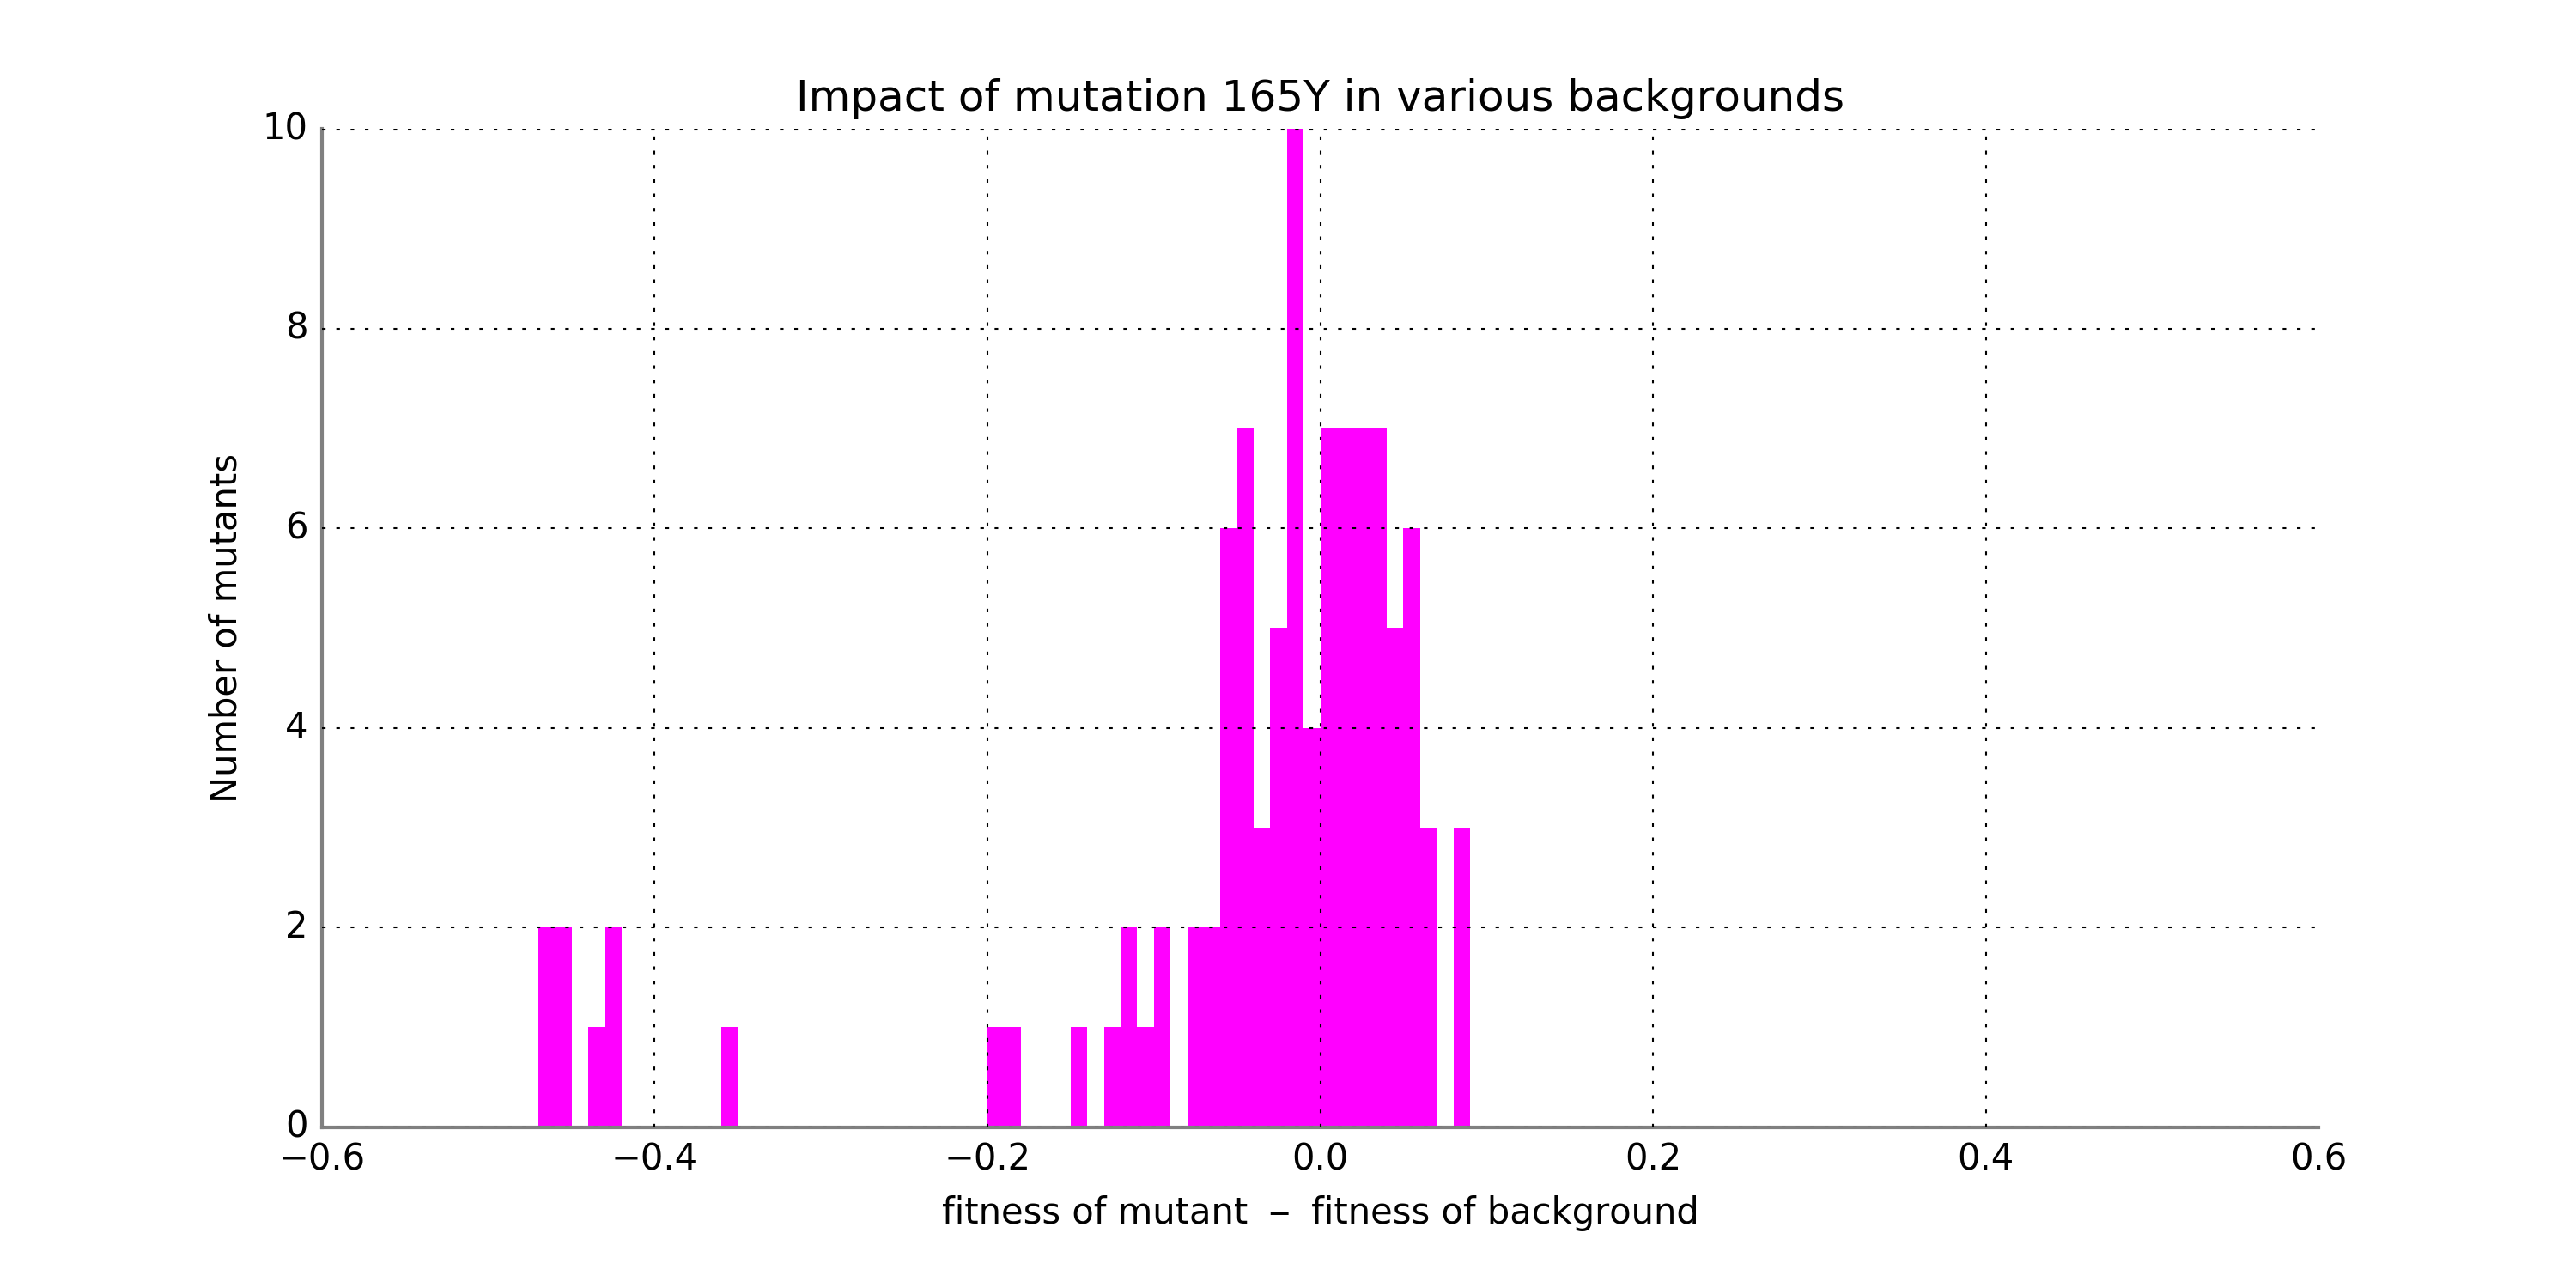 Impact of mutation 165Y in various backgrounds
10
8
6
4
2
0
Number of mutants
−0.6 −0.4 −0.2 0.0 0.2 0.4 0.6
fitness of mutant − fitness of background